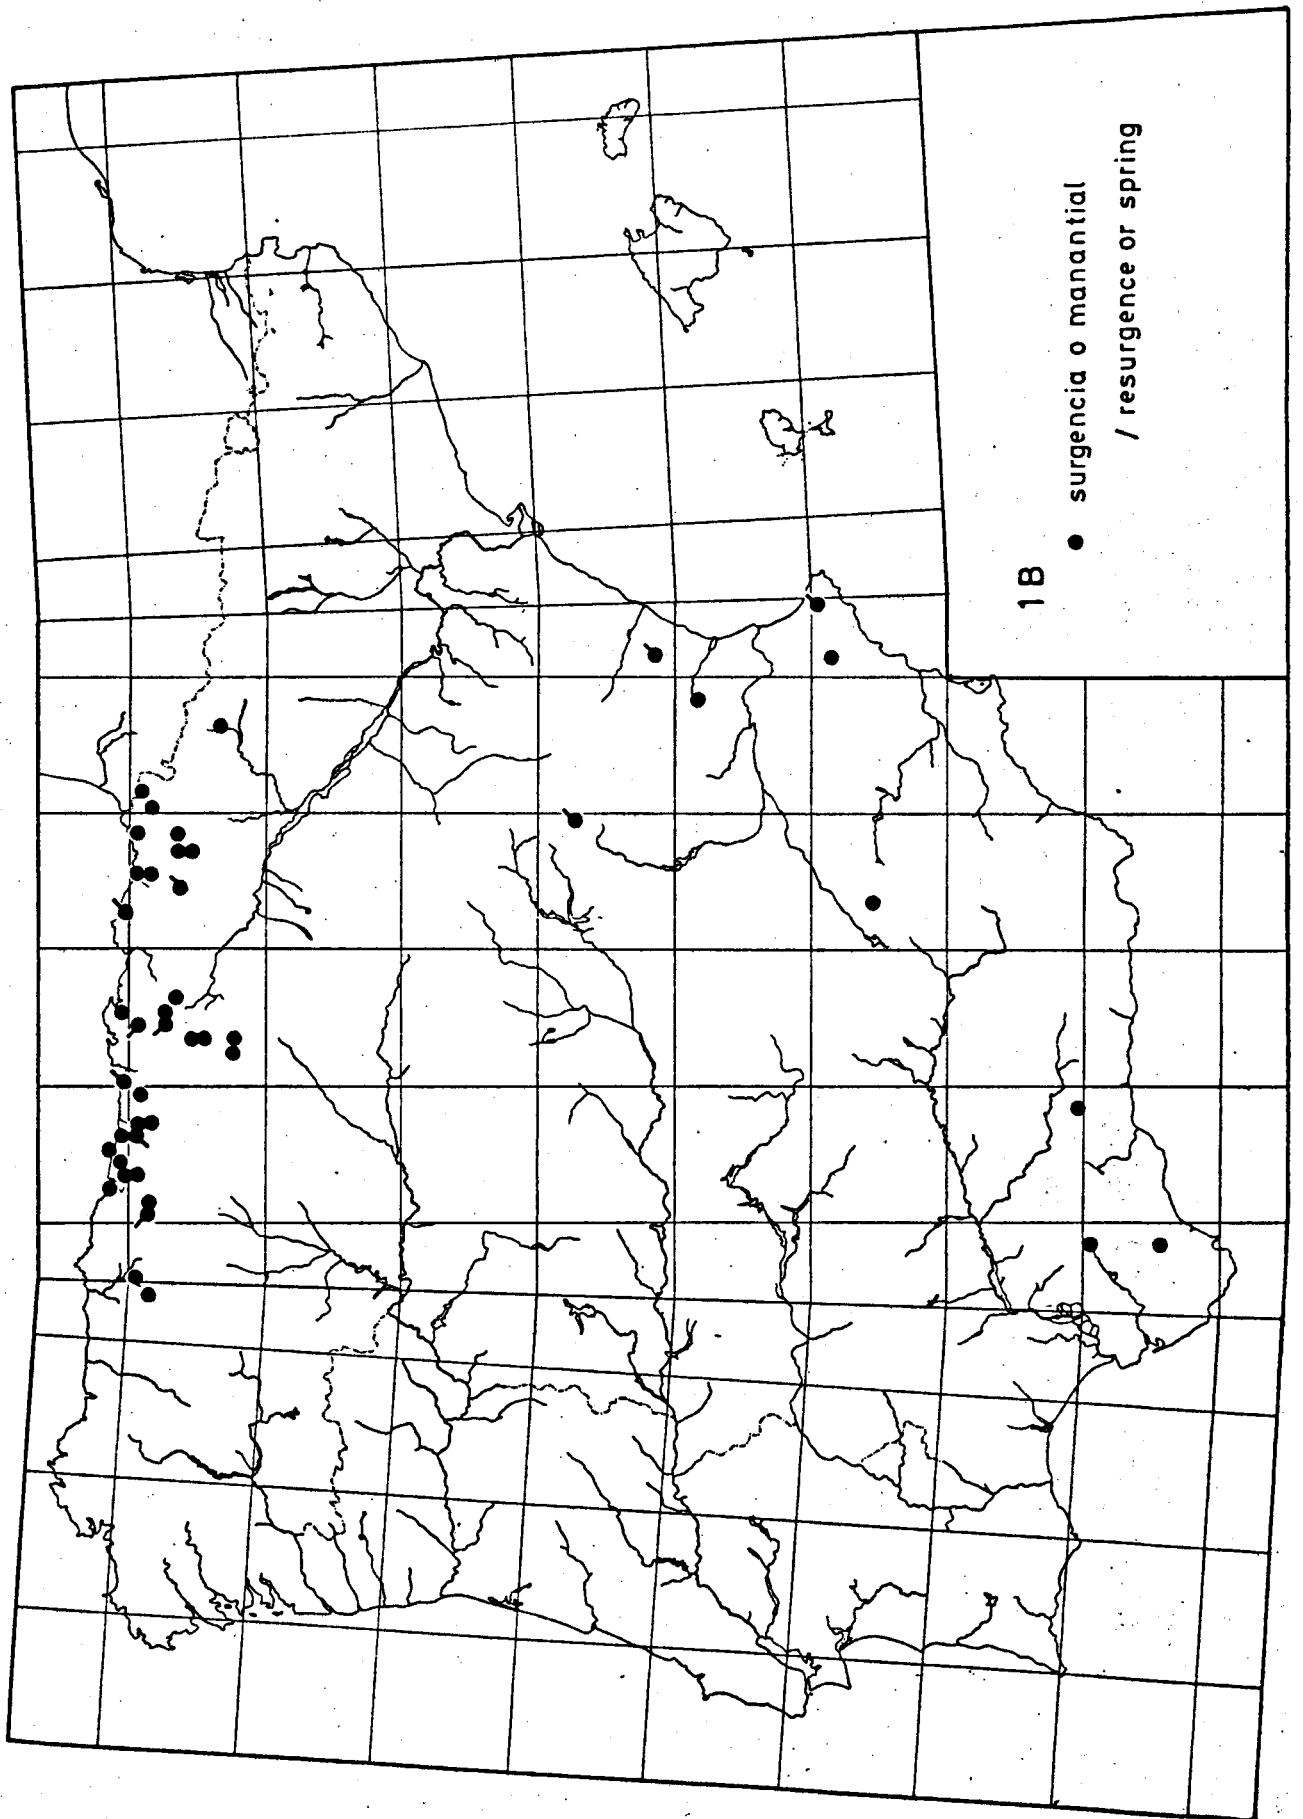 1B
● surgencia o manantial
/ resurgence or spring